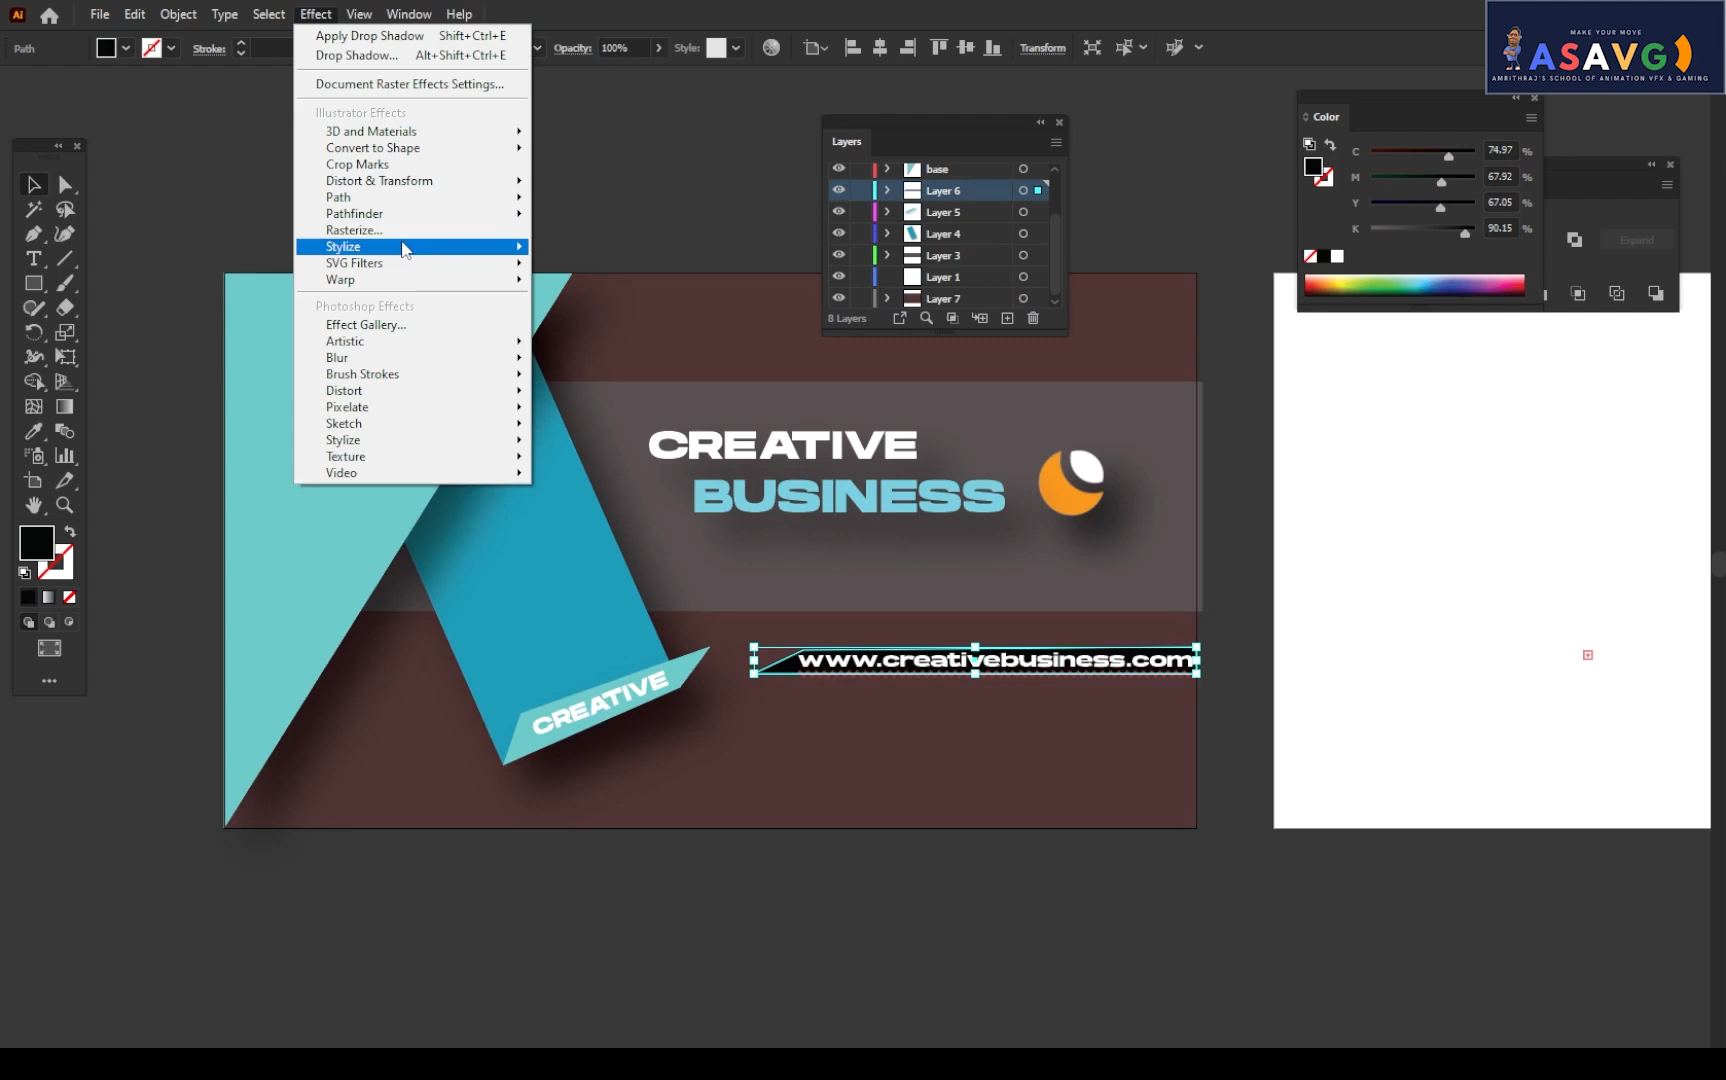 Ai File Edit Object Type Select Effect View Window Help
Path Stroke: Opacity: 100% Style: Transform
MAKE YOUR MOVE
ASAVG
AMRITHRAJ'S SCHOOL OF ANIMATION VFX & GAMING
Apply Drop Shadow Shift+Ctrl+E
Drop Shadow... Alt+Shift+Ctrl+E
Document Raster Effects Settings...
Illustrator Effects
3D and Materials
Convert to Shape
Crop Marks
Distort & Transform
Path
Pathfinder
Rasterize...
Stylize
SVG Filters
Warp
Photoshop Effects
Effect Gallery...
Artistic
Blur
Brush Strokes
Distort
Pixelate
Sketch
Stylize
Texture
Video
Layers
base
Layer 6
Layer 5
Layer 4
Layer 3
Layer 1
Layer 7
8 Layers
Color
C 74.97 %
M 67.92 %
Y 67.05 %
K 90.15 %
Expand
CREATIVE
BUSINESS
www.creativebusiness.com
CREATIVE